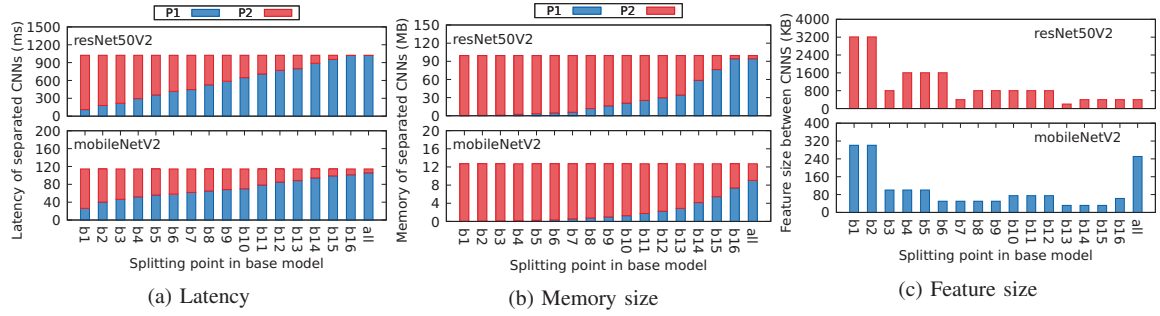 P1 P2
Latency of separated CNNs (ms)
1500
1200
900
600
300
0
resNet50V2
200
160
120
80
40
0
mobileNetV2
b1 b2 b3 b4 b5 b6 b7 b8 b9 b10 b11 b12 b13 b14 b15 b16 all
Splitting point in base model
(a) Latency
P1 P2
Memory of separated CNNs (MB)
150
120
90
60
30
0
resNet50V2
20
16
12
8
4
0
mobileNetV2
b1 b2 b3 b4 b5 b6 b7 b8 b9 b10 b11 b12 b13 b14 b15 b16 all
Splitting point in base model
(b) Memory size
Feature size between CNNS (KB)
4000
3200
2400
1600
800
0
resNet50V2
400
320
240
160
80
0
mobileNetV2
b1 b2 b3 b4 b5 b6 b7 b8 b9 b10 b11 b12 b13 b14 b15 b16 all
Splitting point in base model
(c) Feature size